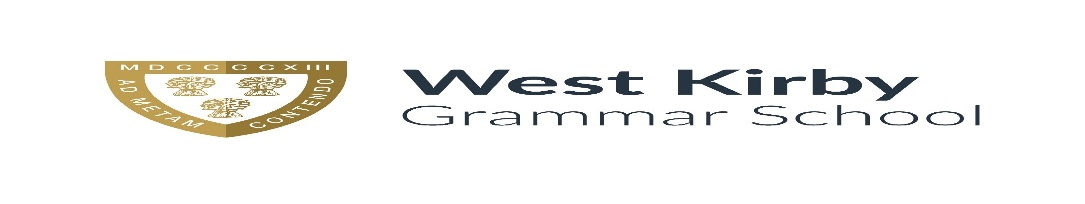 MDCCCCXIII
AD METAM CONTENDO
West Kirby
Grammar School